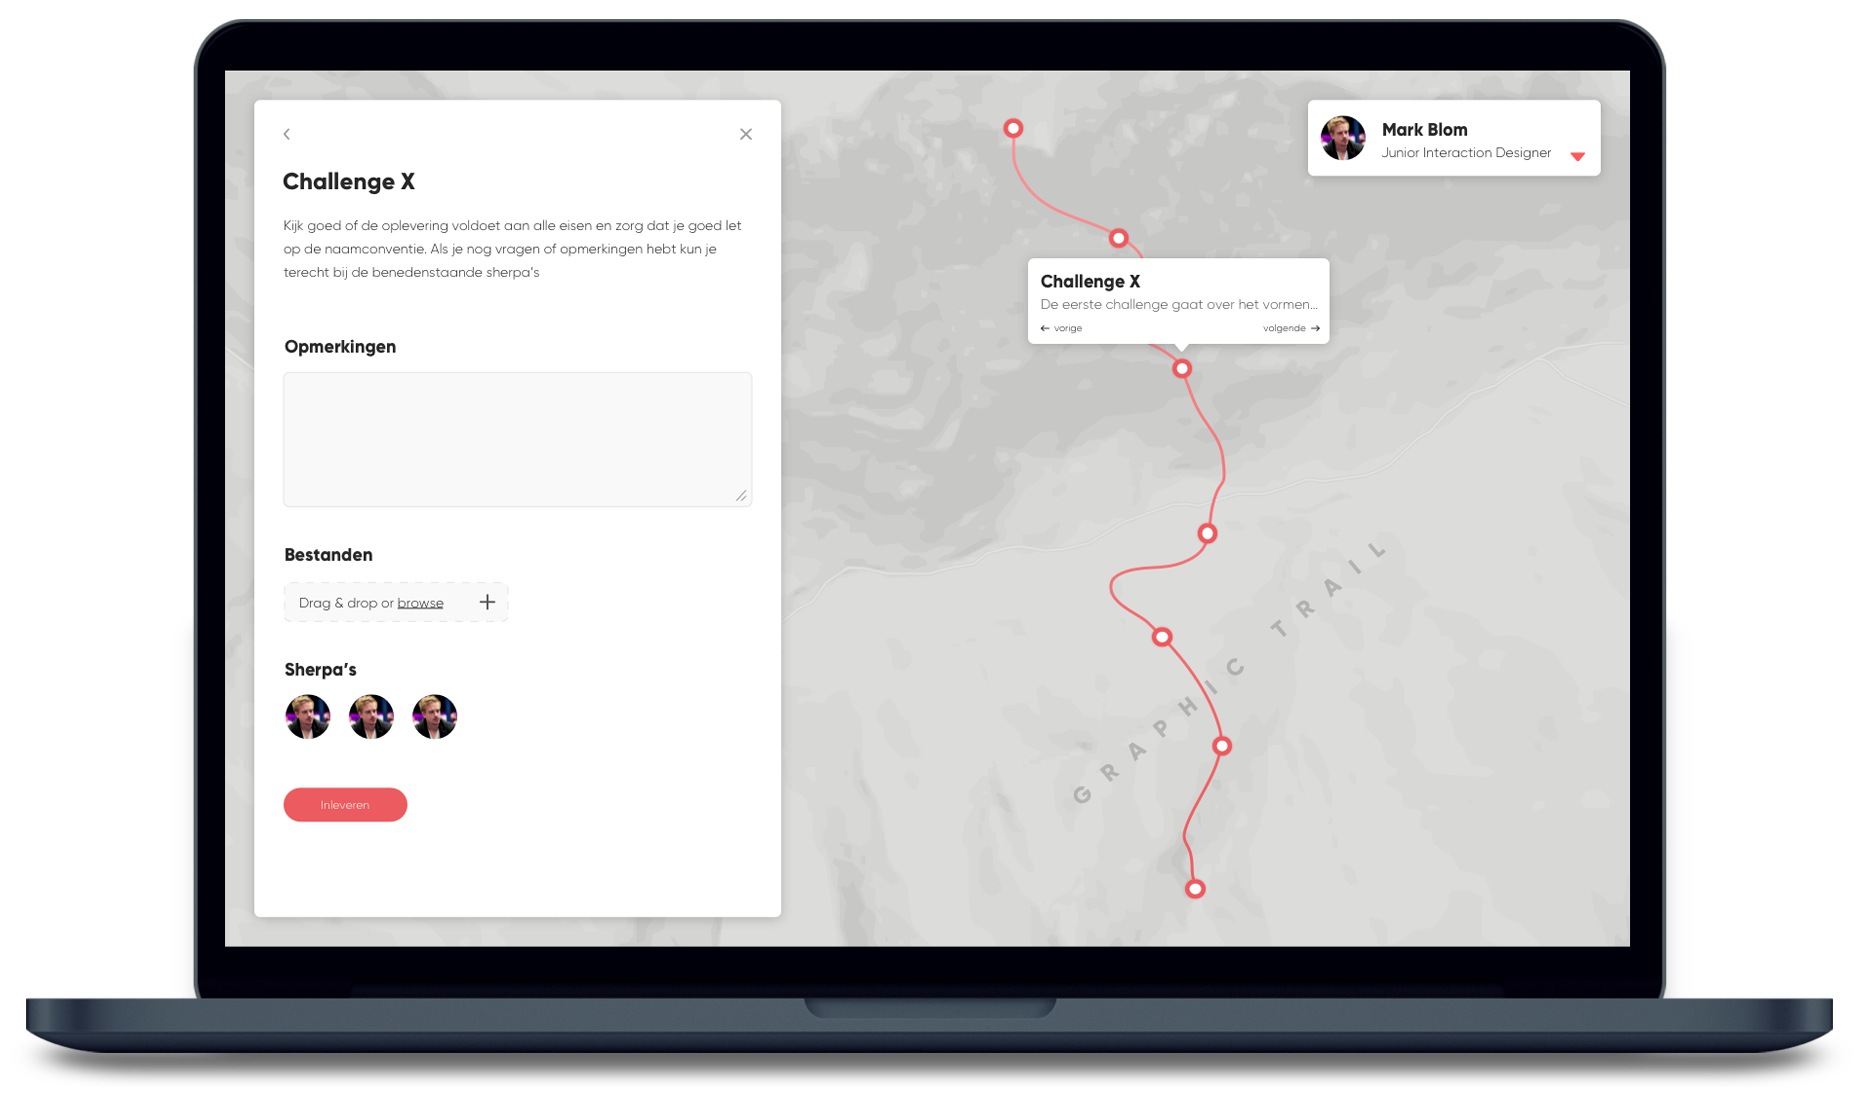 Challenge X
Kijk goed of de oplevering voldoet aan alle eisen en zorg dat je goed let
op de naamconventie. Als je nog vragen of opmerkingen hebt kun je
terecht bij de benedenstaande sherpa's
Opmerkingen
Bestanden
Drag & drop or browse
Sherpa's
Inleveren
Mark Blom
Junior Interaction Designer
Challenge X
De eerste challenge gaat over het vormen...
← vorige volgende →
GRAPHIC TRAIL